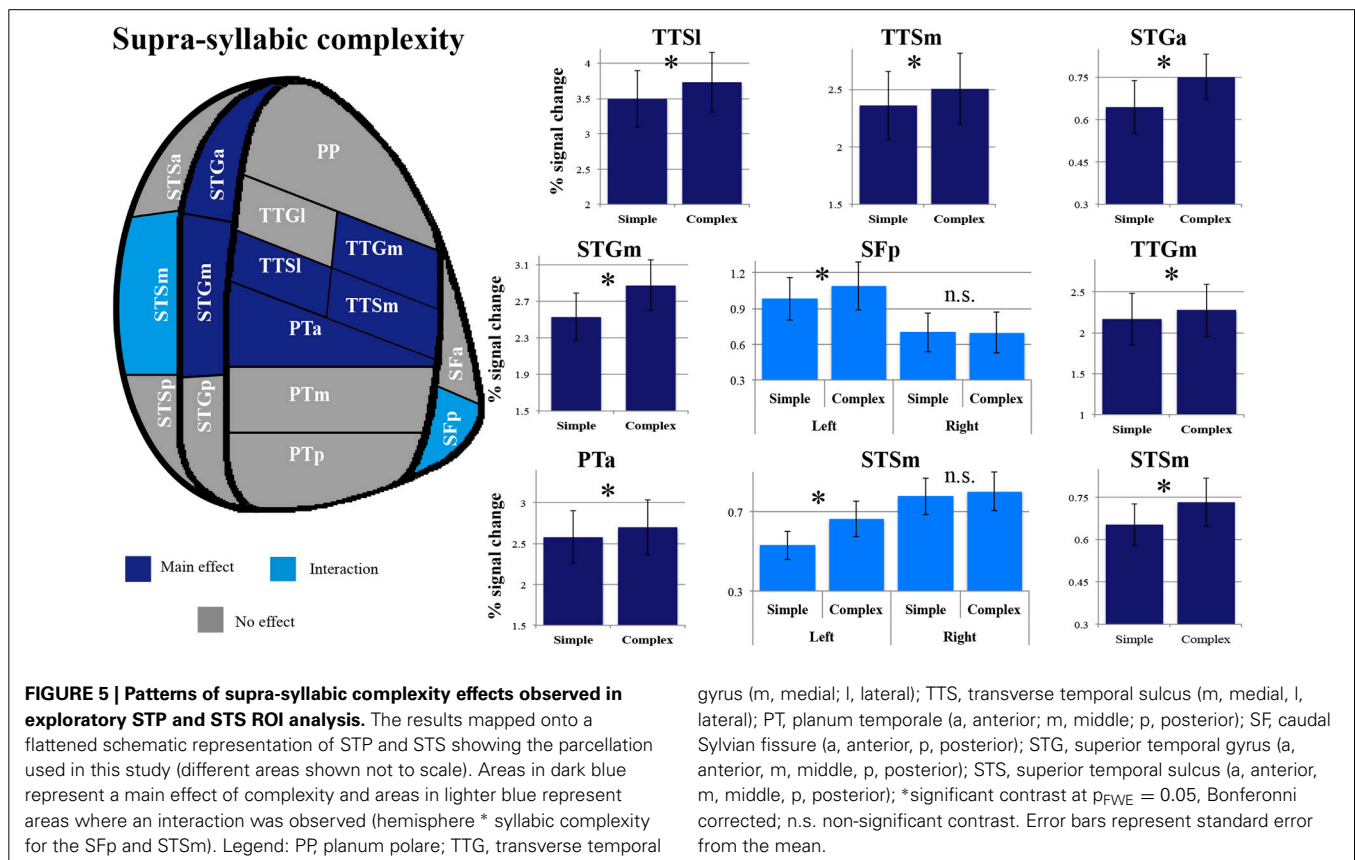 Supra-syllabic complexity
STSa
STGa
PP
TTGl
TTGm
STSm
STGm
TTSl
TTSm
PTa
SFa
STSp
STGp
PTm
SFp
PTp
Main effect
Interaction
No effect
TTSl
% signal change
4
3.5
3
2.5
2
*
Simple
Complex
TTSm
2.5
1.5
*
Simple
Complex
STGa
0.75
0.6
0.45
0.3
*
Simple
Complex
STGm
% signal change
3.1
2.7
2.3
1.9
1.5
*
Simple
Complex
SFp
1.2
0.9
0.6
0.3
*
n.s.
Simple
Complex
Simple
Complex
Left
Right
TTGm
2.5
2
1.5
1
*
Simple
Complex
PTa
% signal change
3
2.5
2
1.5
*
Simple
Complex
STSm
0.7
0.3
*
n.s.
Simple
Complex
Simple
Complex
Left
Right
STSm
0.75
0.6
0.45
0.3
*
Simple
Complex
FIGURE 5 | Patterns of supra-syllabic complexity effects observed in
exploratory STP and STS ROI analysis. The results mapped onto a
flattened schematic representation of STP and STS showing the parcellation
used in this study (different areas shown not to scale). Areas in dark blue
represent a main effect of complexity and areas in lighter blue represent
areas where an interaction was observed (hemisphere * syllabic complexity
for the SFp and STSm). Legend: PP, planum polare; TTG, transverse temporal
gyrus (m, medial; l, lateral); TTS, transverse temporal sulcus (m, medial, l,
lateral); PT, planum temporale (a, anterior; m, middle; p, posterior); SF, caudal
Sylvian fissure (a, anterior, p, posterior); STG, superior temporal gyrus (a,
anterior, m, middle, p, posterior); STS, superior temporal sulcus (a, anterior,
m, middle, p, posterior); *significant contrast at pFWE = 0.05, Bonferonni
corrected; n.s. non-significant contrast. Error bars represent standard error
from the mean.